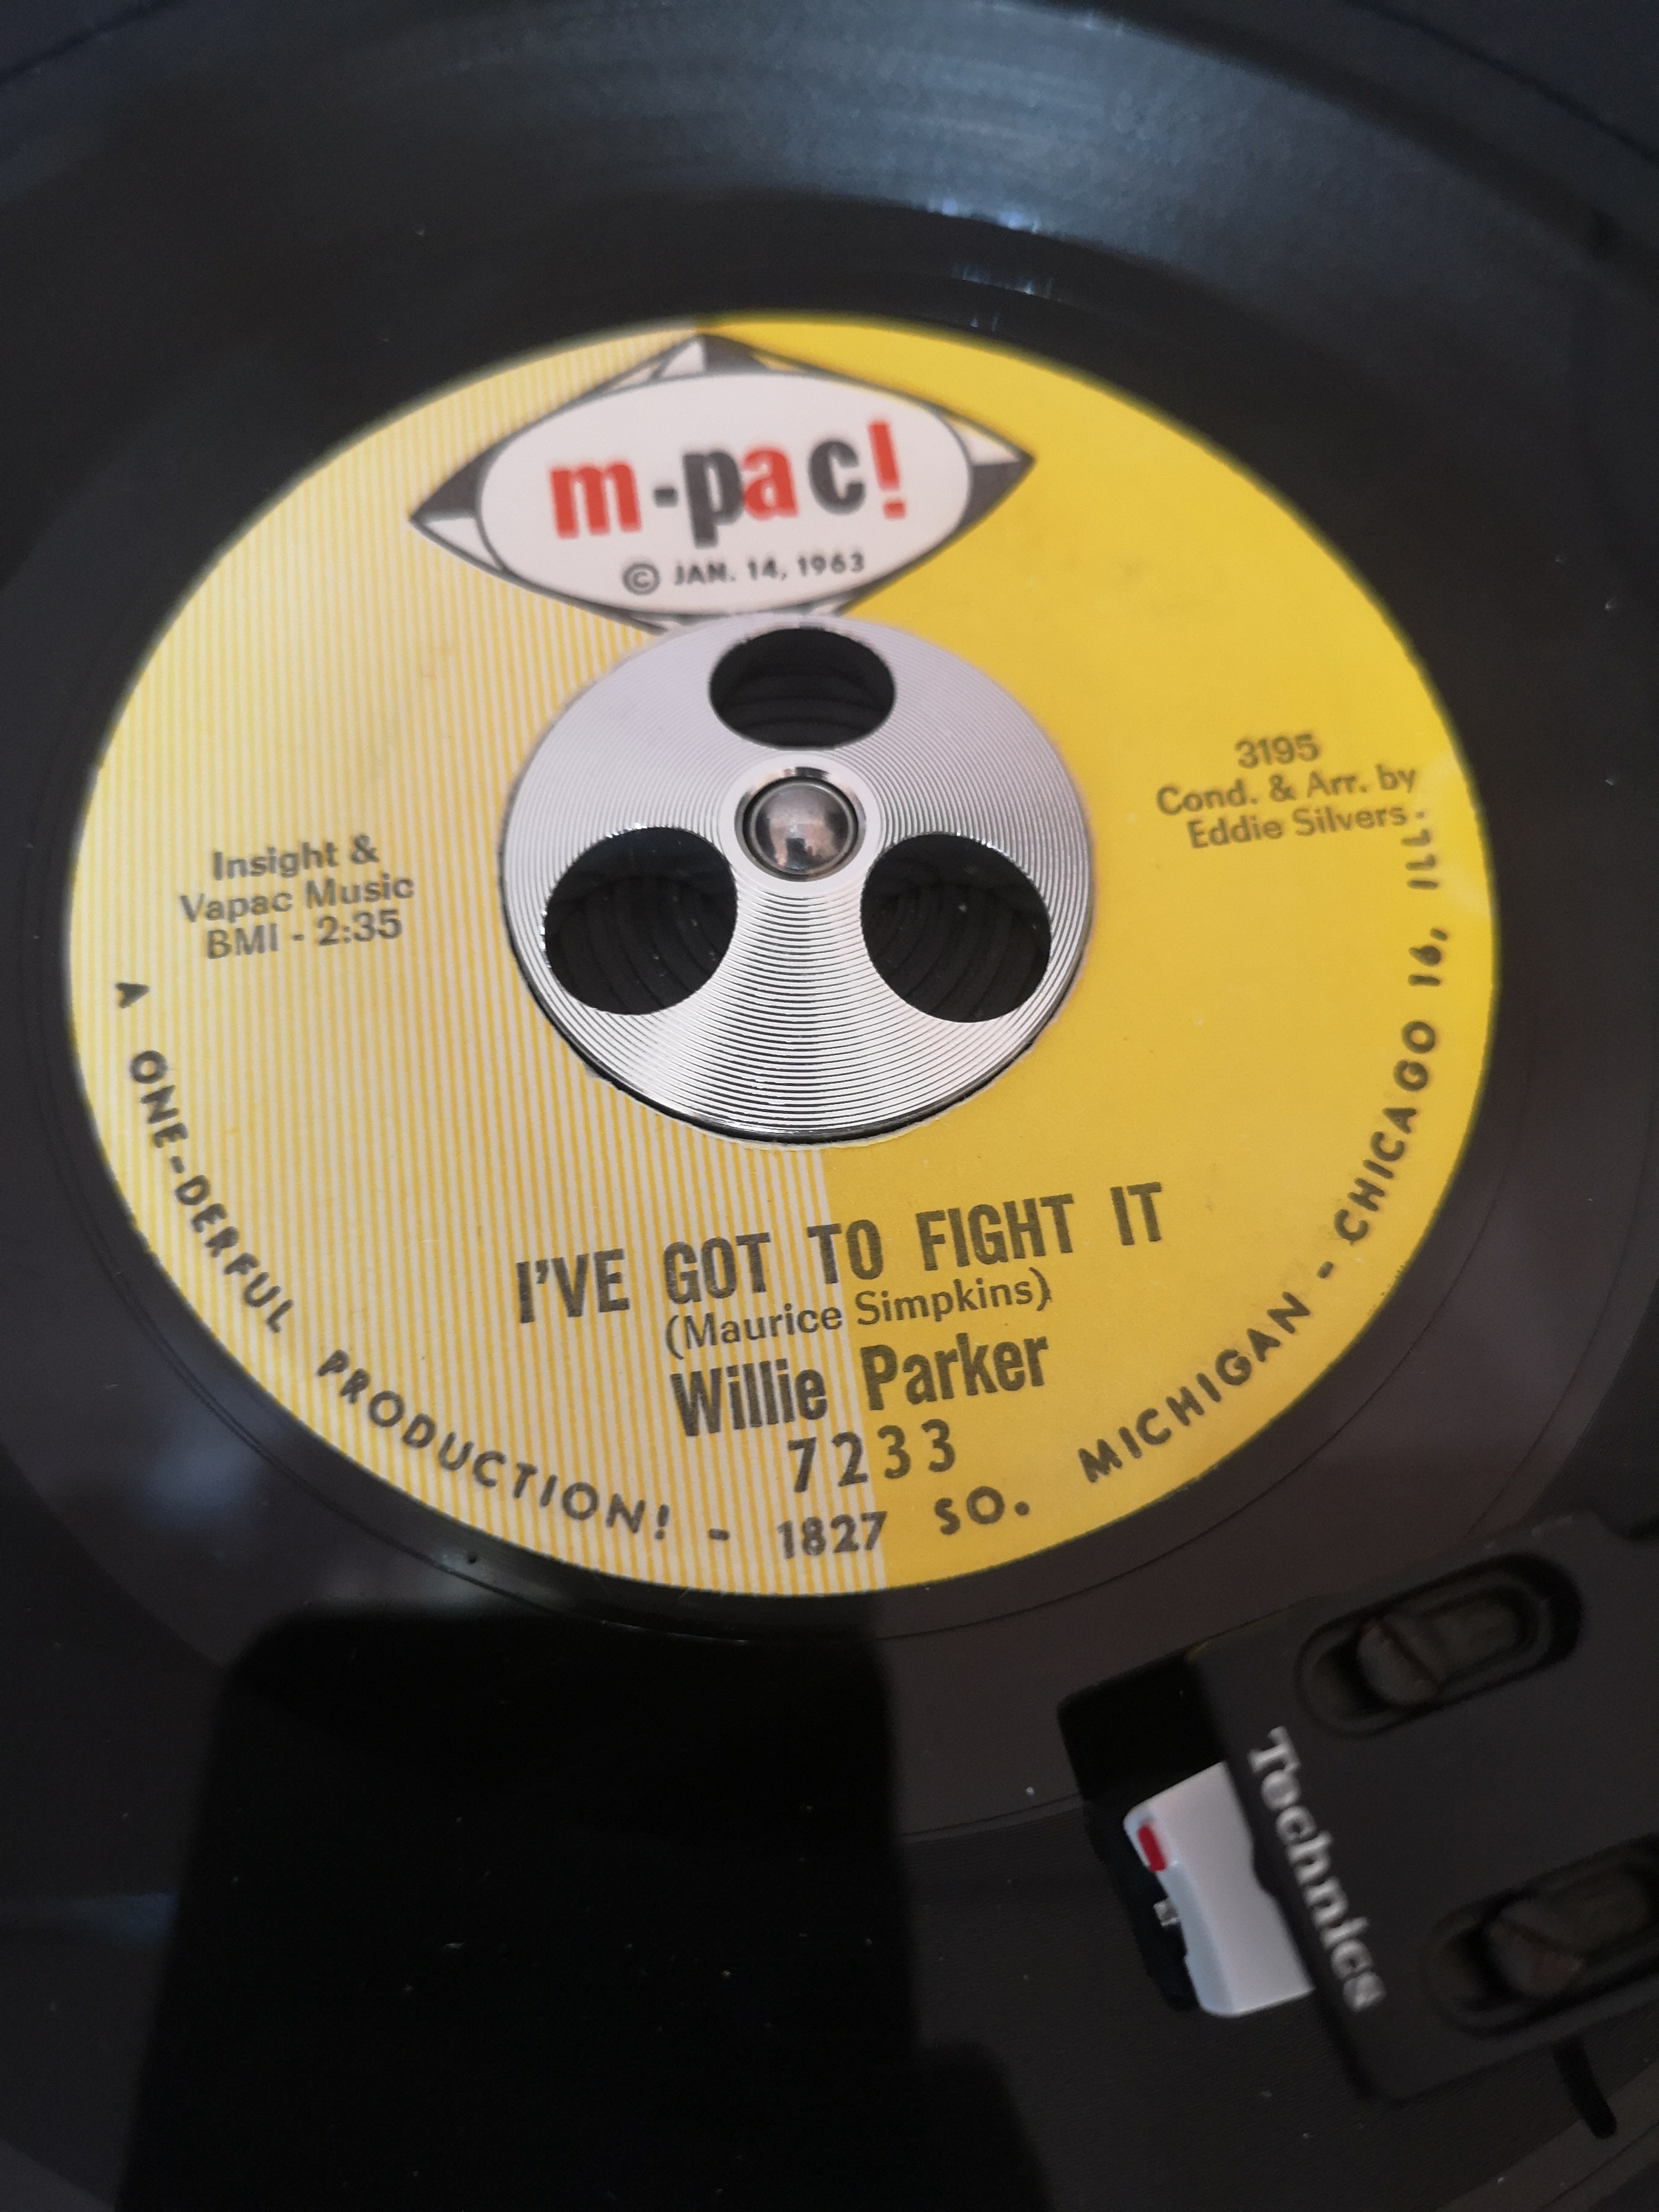 m-pac!
© JAN. 14, 1963
3195
Cond. & Arr. by
Eddie Silvers
Insight &
Vapac Music
BMI - 2:35
I'VE GOT TO FIGHT IT
(Maurice Simpkins)
Willie Parker
7233
A ONE-DERFUL PRODUCTION! - 1827 SO. MICHIGAN - CHICAGO 16, ILL.
Technics